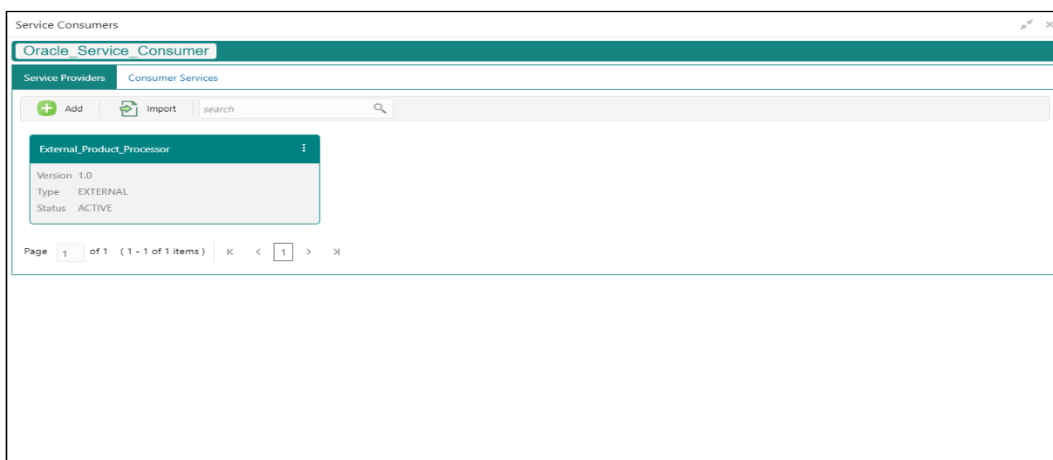 Service Consumers
Oracle_Service_Consumer
Service Providers Consumer Services
Add Import search
External_Product_Processor
Version 1.0
Type EXTERNAL
Status ACTIVE
Page 1 of 1 (1 - 1 of 1 items) K < 1 > >|